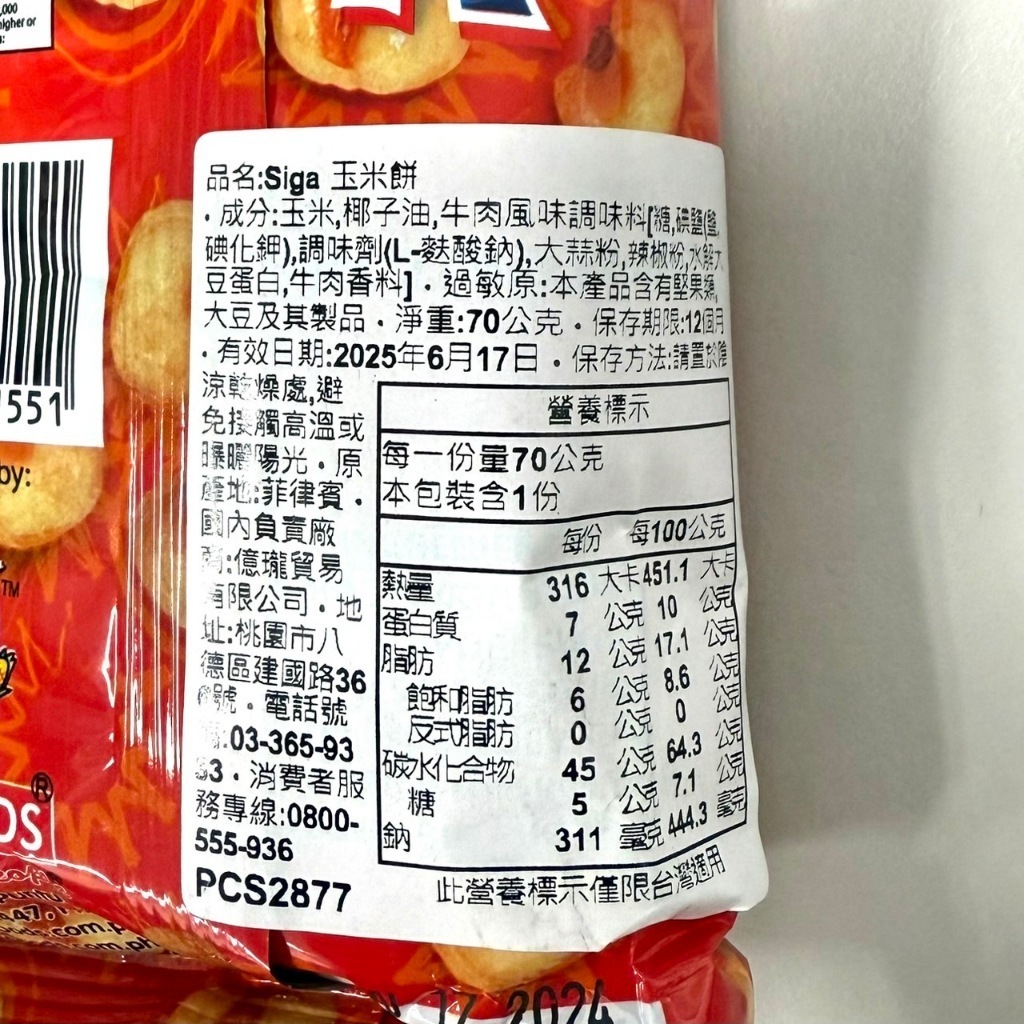 ,000
higher or
551
by:
TM
®
DS
品名:Siga 玉米餅
·成分:玉米,椰子油,牛肉風味調味料[糖,碘鹽(鹽,
碘化鉀),調味劑(L-麩酸鈉),大蒜粉,辣椒粉,水解大
豆蛋白,牛肉香料]·過敏原:本產品含有堅果類,
大豆及其製品·淨重:70公克·保存期限:12個月
·有效日期:2025年6月17日·保存方法:請置於陰
涼乾燥處,避
免接觸高溫或
曝曬陽光·原
產地:菲律賓·
國內負責廠
商:億瓏貿易
有限公司·地
址:桃園市八
德區建國路36
號·電話號
:03-365-93
3·消費者服
務專線:0800-
555-936
PCS2877
營養標示
每一份量70公克
本包裝含1份
每份 每100公克
熱量 316 大卡 451.1 大卡
蛋白質 7 公克 10 公克
脂肪 12 公克 17.1 公克
飽和脂肪 6 公克 8.6 公克
反式脂肪 0 公克 0 公克
碳水化合物 45 公克 64.3 公克
糖 5 公克 7.1 公克
鈉 311 毫克 444.3 毫克
此營養標示僅限台灣適用
17 2024